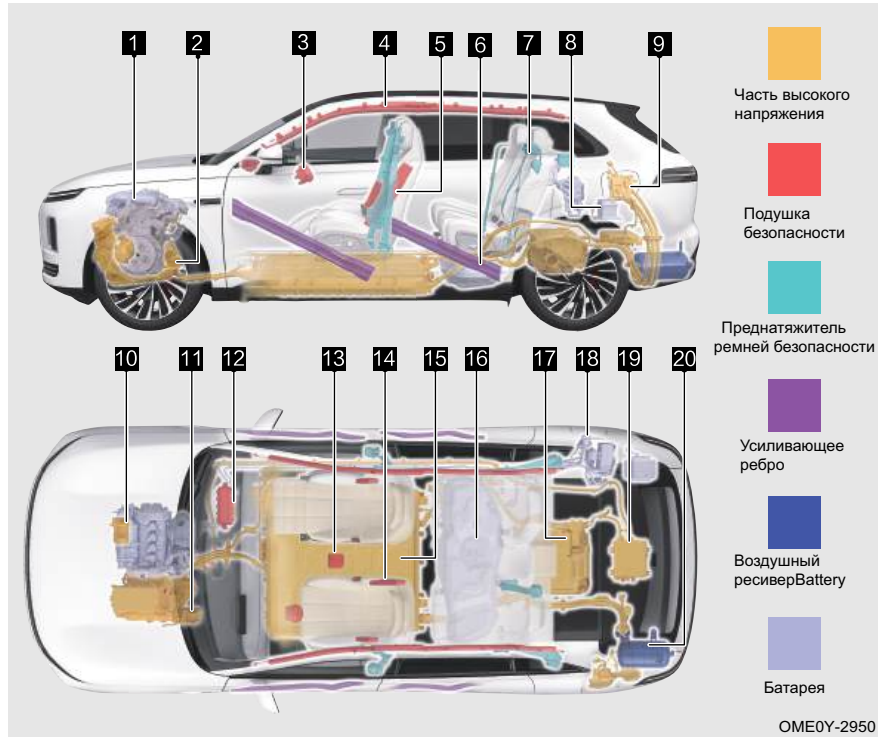 1 2 3 4 5 6 7 8 9
Часть высокого
напряжения
Подушка
безопасности
Преднатяжитель
ремней безопасности
10 11 12 13 14 15 16 17 18 19 20
Усиливающее
ребро
Воздушный
ресиверBattery
Батарея
OME0Y-2950